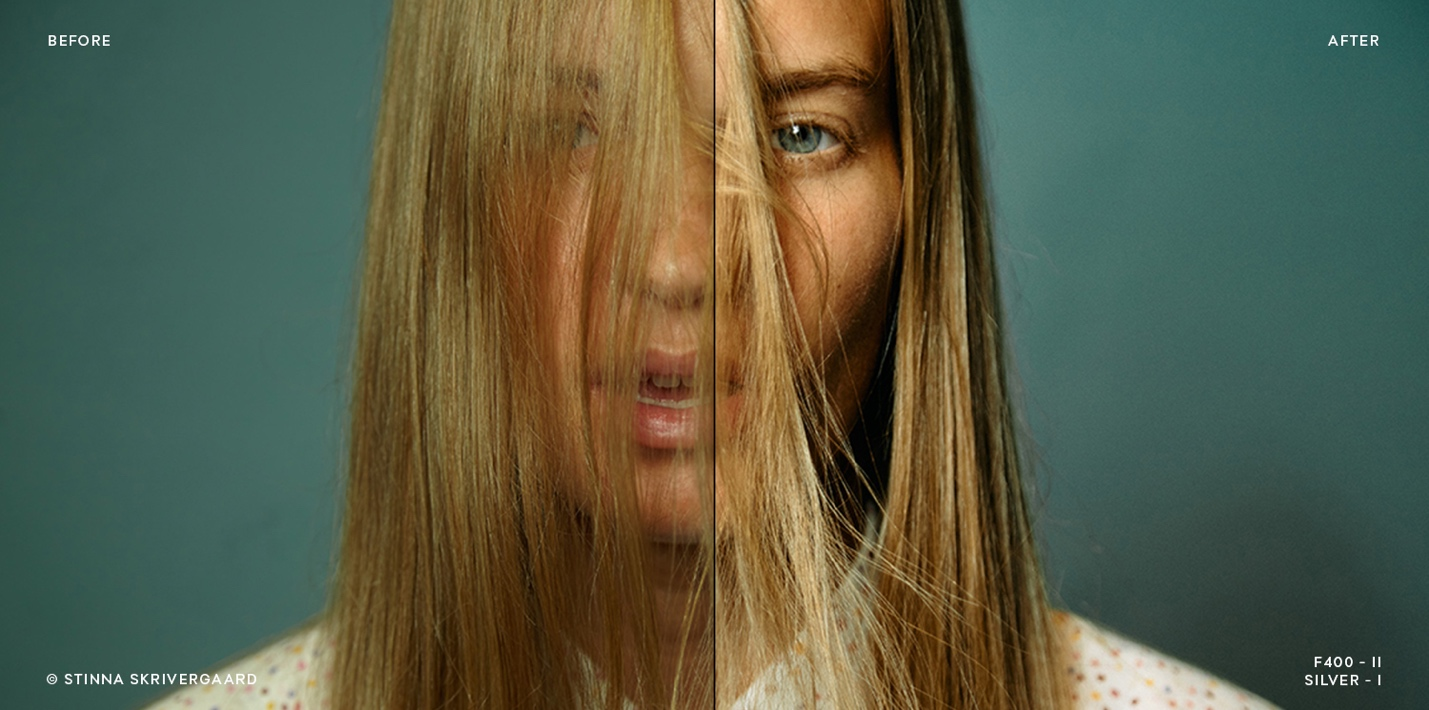 BEFORE
AFTER
© STINNA SKRIVERGAARD
F400 - II
SILVER - I